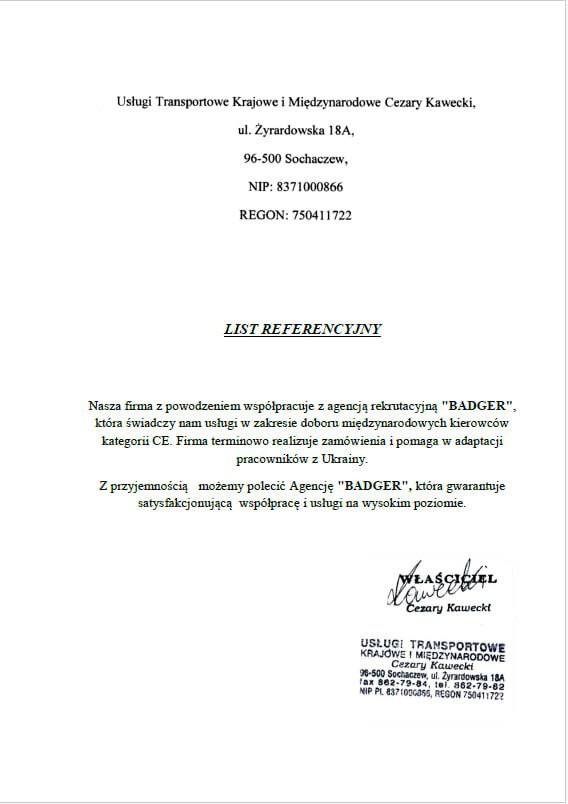 Usługi Transportowe Krajowe i Międzynarodowe Cezary Kawecki,
ul. Żyrardowska 18A,
96-500 Sochaczew,
NIP: 8371000866
REGON: 750411722
LIST REFERENCYJNY
Nasza firma z powodzeniem współpracuje z agencją rekrutacyjną "BADGER",
która świadczy nam usługi w zakresie doboru międzynarodowych kierowców
kategorii CE. Firma terminowo realizuje zamówienia i pomaga w adaptacji
pracowników z Ukrainy.
Z przyjemnością możemy polecić Agencję "BADGER", która gwarantuje
satysfakcjonującą współpracę i usługi na wysokim poziomie.
WŁAŚCICIEL
Kawecki
Cezary Kawecki
USŁUGI TRANSPORTOWE
KRAJOWE I MIĘDZYNARODOWE
Cezary Kawecki
96-500 Sochaczew, ul. Żyrardowska 18A
fax 862-79-84, tel. 862-79-82
NIP PL 8371000866, REGON 750411722